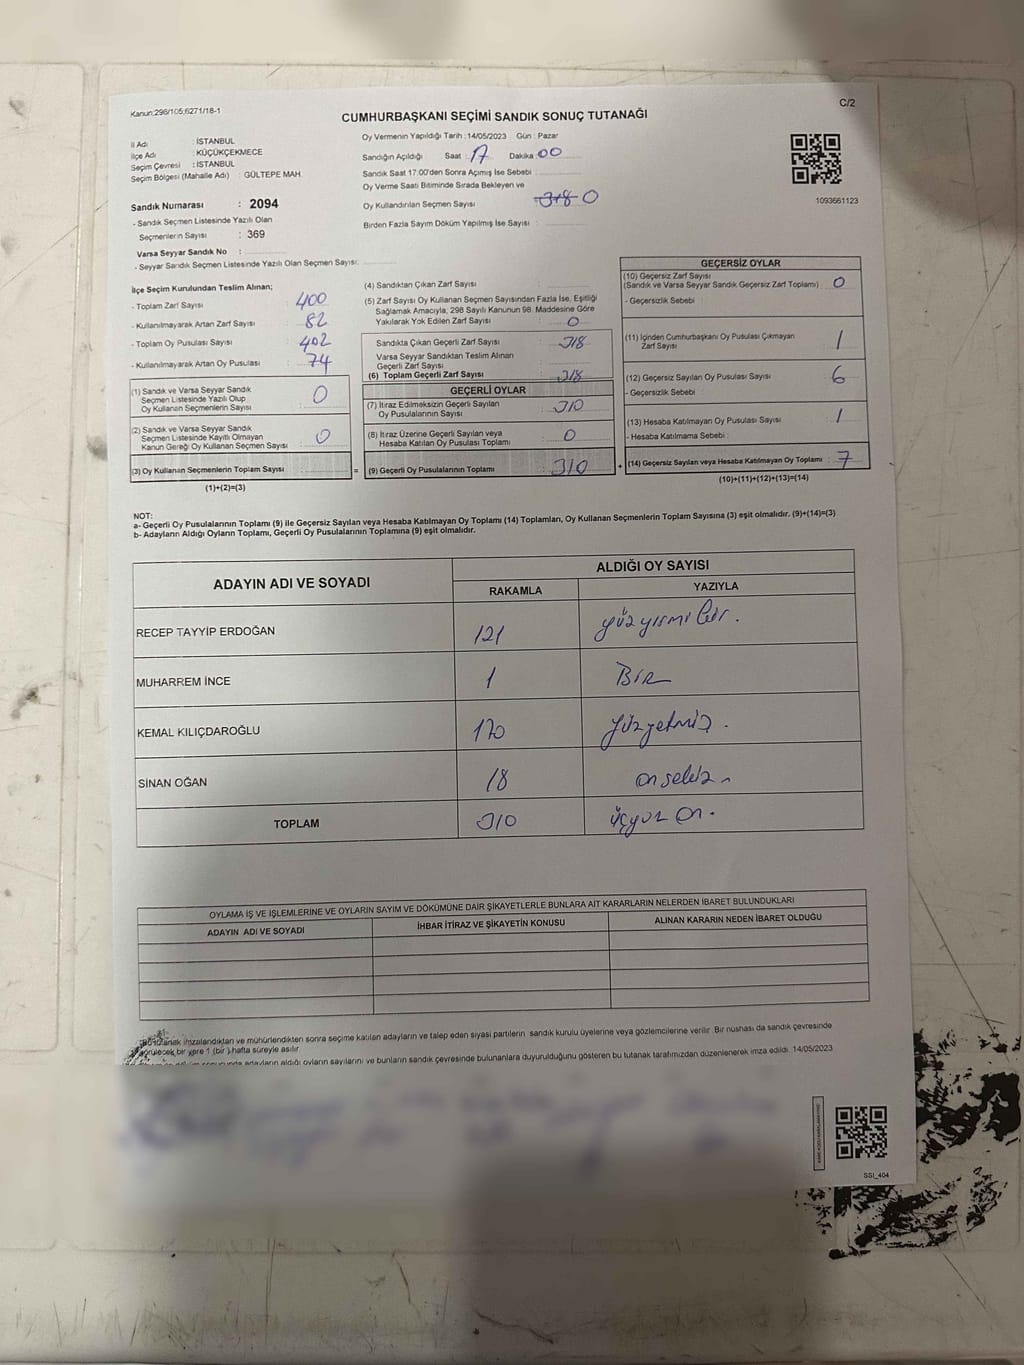 Kanun:298/105;6271/18-1
C/2
CUMHURBAŞKANI SEÇİMİ SANDIK SONUÇ TUTANAĞI
İl Adı : İSTANBUL
İlçe Adı : KÜÇÜKÇEKMECE
Seçim Çevresi : İSTANBUL
Seçim Bölgesi (Mahalle Adı) : GÜLTEPE MAH.
Sandık Numarası : 2094
- Sandık Seçmen Listesinde Yazılı Olan
Seçmenlerin Sayısı : 369
Varsa Seyyar Sandık No :
- Seyyar Sandık Seçmen Listesinde Yazılı Olan Seçmen Sayısı:
Oy Vermenin Yapıldığı Tarih :14/05/2023 Gün : Pazar
Sandığın Açıldığı Saat : 17 Dakika : 00
Sandık Saat 17:00'den Sonra Açılmış İse Sebebi :
Oy Verme Saati Bitiminde Sırada Bekleyen ve
Oy Kullandırılan Seçmen Sayısı : 318 0
Birden Fazla Sayım Döküm Yapılmış İse Sayısı :
1093661123
İlçe Seçim Kurulundan Teslim Alınan;
- Toplam Zarf Sayısı : 400
- Kullanılmayarak Artan Zarf Sayısı : 82
- Toplam Oy Pusulası Sayısı : 402
- Kullanılmayarak Artan Oy Pusulası : 74
(1) Sandık ve Varsa Seyyar Sandık
Seçmen Listesinde Yazılı Olup
Oy Kullanan Seçmenlerin Sayısı : 0
(2) Sandık ve Varsa Seyyar Sandık
Seçmen Listesinde Kayıtlı Olmayan
Kanun Gereği Oy Kullanan Seçmen Sayısı : 0
(3) Oy Kullanan Seçmenlerin Toplam Sayısı : =
(1)+(2)=(3)
(4) Sandıktan Çıkan Zarf Sayısı :
(5) Zarf Sayısı Oy Kullanan Seçmen Sayısından Fazla İse, Eşitliği
Sağlamak Amacıyla, 298 Sayılı Kanunun 98. Maddesine Göre
Yakılarak Yok Edilen Zarf Sayısı : 0
Sandıkta Çıkan Geçerli Zarf Sayısı : 318
Varsa Seyyar Sandıktan Teslim Alınan
Geçerli Zarf Sayısı :
(6) Toplam Geçerli Zarf Sayısı : 318
GEÇERLİ OYLAR
(7) İtiraz Edilmeksizin Geçerli Sayılan
Oy Pusulalarının Sayısı : 310
(8) İtiraz Üzerine Geçerli Sayılan veya
Hesaba Katılan Oy Pusulası Toplamı : 0
(9) Geçerli Oy Pusulalarının Toplamı : 310 +
GEÇERSİZ OYLAR
(10) Geçersiz Zarf Sayısı
(Sandık ve Varsa Seyyar Sandık Geçersiz Zarf Toplamı) : 0
- Geçersizlik Sebebi :
(11) İçinden Cumhurbaşkanı Oy Pusulası Çıkmayan
Zarf Sayısı : 1
(12) Geçersiz Sayılan Oy Pusulası Sayısı : 6
- Geçersizlik Sebebi :
(13) Hesaba Katılmayan Oy Pusulası Sayısı : 1
- Hesaba Katılmama Sebebi :
(14) Geçersiz Sayılan veya Hesaba Katılmayan Oy Toplamı : 7
(10)+(11)+(12)+(13)=(14)
NOT:
a- Geçerli Oy Pusulalarının Toplamı (9) ile Geçersiz Sayılan veya Hesaba Katılmayan Oy Toplamı (14) Toplamları, Oy Kullanan Seçmenlerin Toplam Sayısına (3) eşit olmalıdır. (9)+(14)=(3)
b- Adayların Aldığı Oyların Toplamı, Geçerli Oy Pusulalarının Toplamına (9) eşit olmalıdır.
ADAYIN ADI VE SOYADI
ALDIĞI OY SAYISI
RAKAMLA YAZIYLA
RECEP TAYYİP ERDOĞAN 121 yüzyirmi bir.
MUHARREM İNCE 1 Bir
KEMAL KILIÇDAROĞLU 170 yüzyetmiş.
SİNAN OĞAN 18 onsekiz
TOPLAM 310 üçyüz on.
OYLAMA İŞ VE İŞLEMLERİNE VE OYLARIN SAYIM VE DÖKÜMÜNE DAİR ŞİKAYETLERLE BUNLARA AİT KARARLARIN NELERDEN İBARET BULUNDUKLARI
ADAYIN ADI VE SOYADI İHBAR İTİRAZ VE ŞİKAYETİN KONUSU ALINAN KARARIN NEDEN İBARET OLDUĞU
imzalandıktan ve mühürlendikten sonra seçime katılan adayların ve talep eden siyasi partilerin sandık kurulu üyelerine veya gözlemcilerine verilir. Bir nüshası da sandık çevresinde
bir yere 1 (bir) hafta süreyle asılır.
adayların aldığı oyların sayılarını ve bunların sandık çevresinde bulunanlara duyurulduğunu gösteren bu tutanak tarafımızdan düzenlenerek imza edildi. 14/05/2023
SSI_404